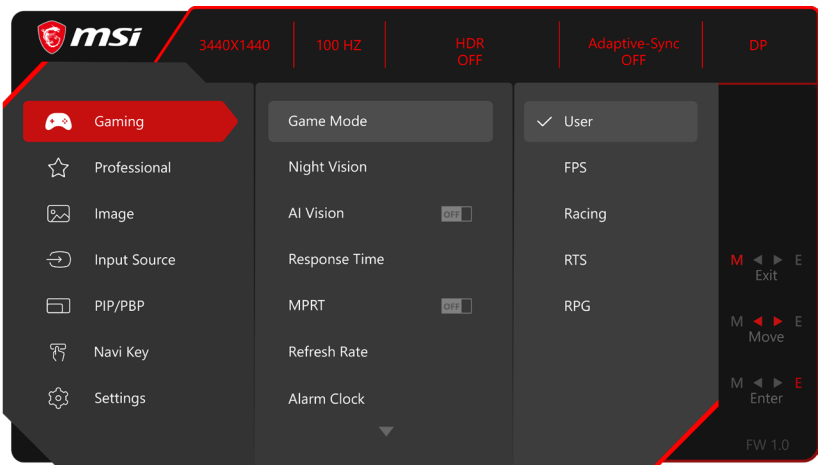 msi
3440X1440
100 HZ
HDR
OFF
Adaptive-Sync
OFF
DP
Gaming
Professional
Image
Input Source
PIP/PBP
Navi Key
Settings
Game Mode
Night Vision
AI Vision OFF
Response Time
MPRT OFF
Refresh Rate
Alarm Clock
User
FPS
Racing
RTS
RPG
M E
Exit
M E
Move
M E
Enter
FW 1.0